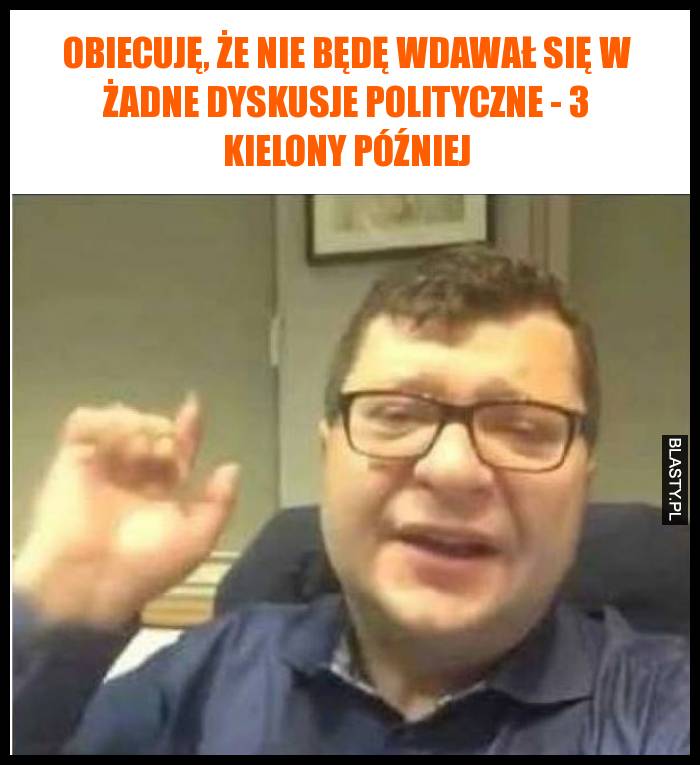 OBIECUJĘ, ŻE NIE BĘDĘ WDAWAŁ SIĘ W
ŻADNE DYSKUSJE POLITYCZNE - 3
KIELONY PÓŹNIEJ
BLASTY.PL